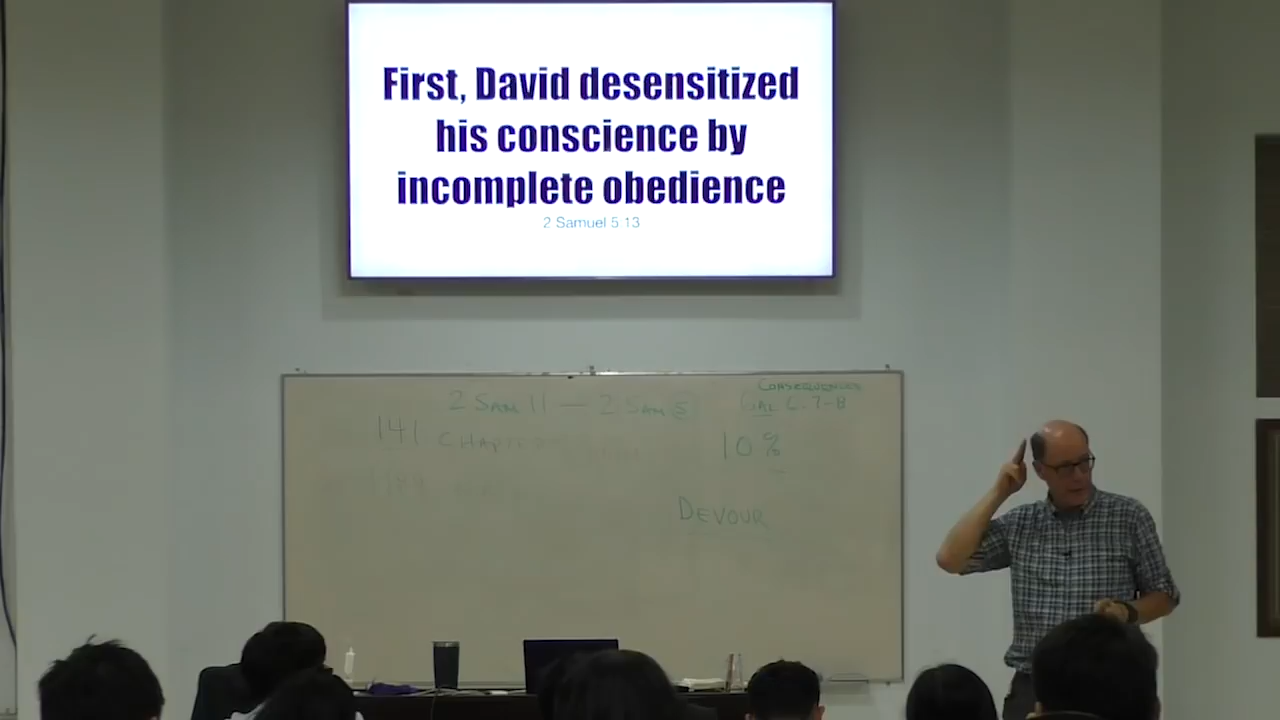 First, David desensitized
his conscience by
incomplete obedience
2 Samuel 5:13
CONSEQUENCES
2 SAM 11 — 2 SAM 5
GAL 6-7-8
141 CHAPT
10%
DEVOUR